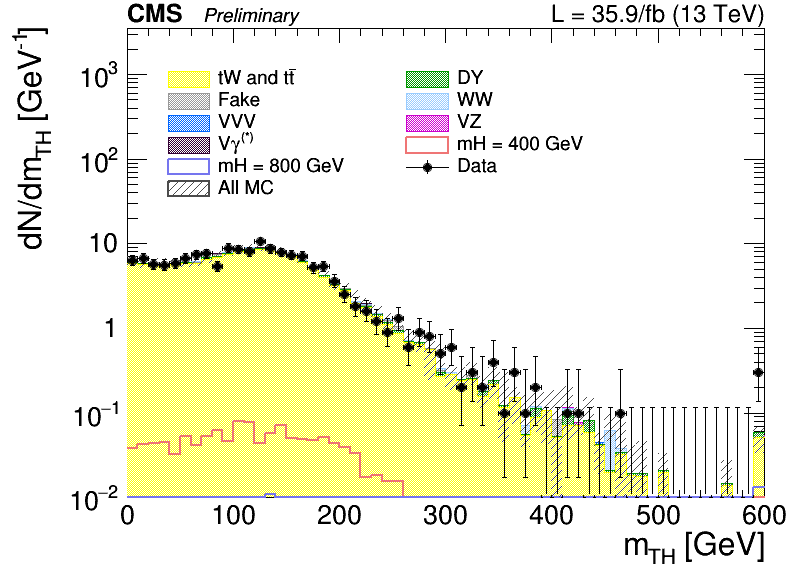 CMS Preliminary L = 35.9/fb (13 TeV)
dN/dm_TH [GeV⁻¹]
10³
10²
10
1
10⁻¹
10⁻²
tW and tt̄ DY
Fake WW
VVV VZ
Vγ⁽*⁾ mH = 400 GeV
mH = 800 GeV Data
All MC
0 100 200 300 400 500 600
m_TH [GeV]